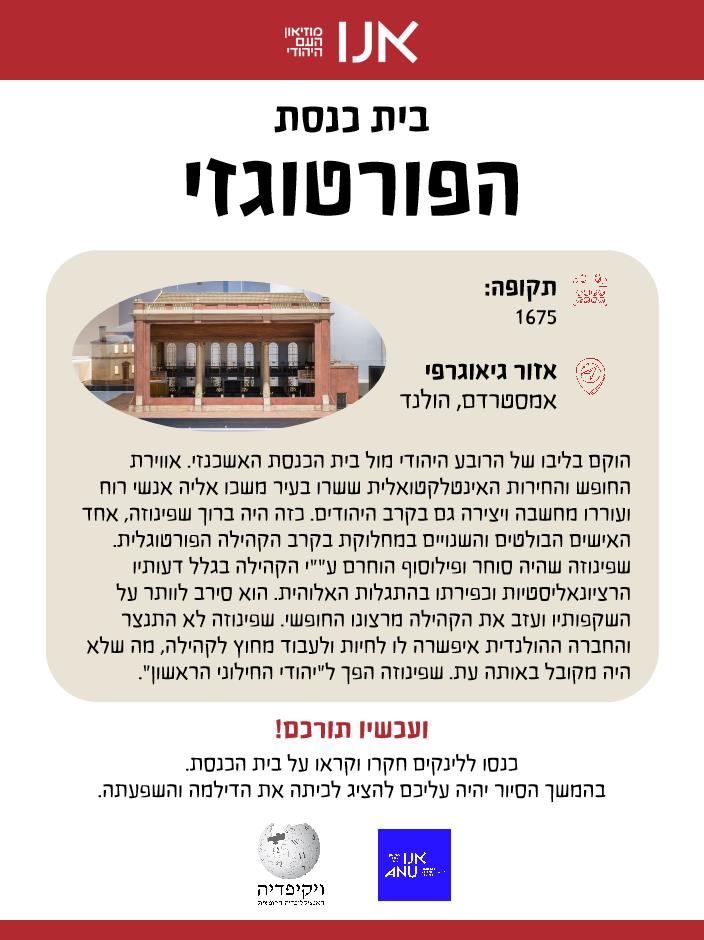 אנו
מוזיאון
העם
היהודי
בית כנסת
הפורטוגזי
תקופה:
1675
אזור גיאוגרפי
אמסטרדם, הולנד
הוקם בליבו של הרובע היהודי מול בית הכנסת האשכנזי. אווירת
החופש והחירות האינטלקטואלית ששרו בעיר משכו אליה אנשי רוח
ועוררו מחשבה ויצירה גם בקרב היהודים. כזה היה ברוך שפינוזה, אחד
האישים הבולטים והשנויים במחלוקת בקרב הקהילה הפורטוגלית.
שפינוזה שהיה סוחר ופילוסוף הוחרם ע""י הקהילה בגלל דעותיו
הרציונאליסטיות וכפירתו בהתגלות האלוהית. הוא סירב לוותר על
השקפותיו ועזב את הקהילה מרצונו החופשי. שפינוזה לא התנצר
והחברה ההולנדית איפשרה לו לחיות ולעבוד מחוץ לקהילה, מה שלא
היה מקובל באותה עת. שפינוזה הפך ל"יהודי החילוני הראשון".
ועכשיו תורכם!
כנסו ללינקים חקרו וקראו על בית הכנסת.
בהמשך הסיור יהיה עליכם להציג לכיתה את הדילמה והשפעתה.
אנו
ANU
ויקיפדיה